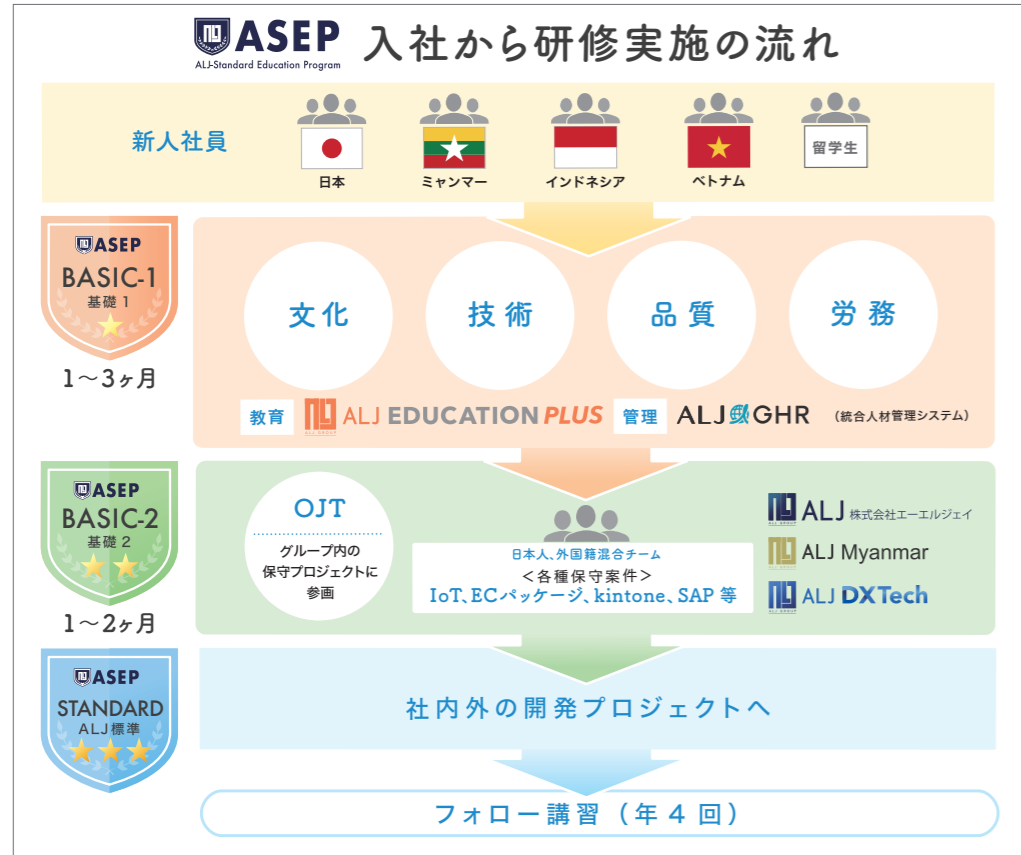 ASEP
ALJ-Standard Education Program
入社から研修実施の流れ
新人社員
日本
ミャンマー
インドネシア
ベトナム
留学生
ASEP
BASIC-1
基礎1
1〜3ヶ月
文化
技術
品質
労務
教育
ALJ GROUP
ALJ EDUCATION PLUS
管理
ALJ GHR
(統合人材管理システム)
ASEP
BASIC-2
基礎2
1〜2ヶ月
OJT
グループ内の
保守プロジェクトに
参画
日本人、外国籍混合チーム
<各種保守案件>
IoT、ECパッケージ、kintone、SAP 等
ALJ GROUP
ALJ 株式会社エーエルジェイ
ALJ GROUP
ALJ Myanmar
ALJ GROUP
ALJ DXTech
ASEP
STANDARD
ALJ標準
社内外の開発プロジェクトへ
フォロー講習(年4回)